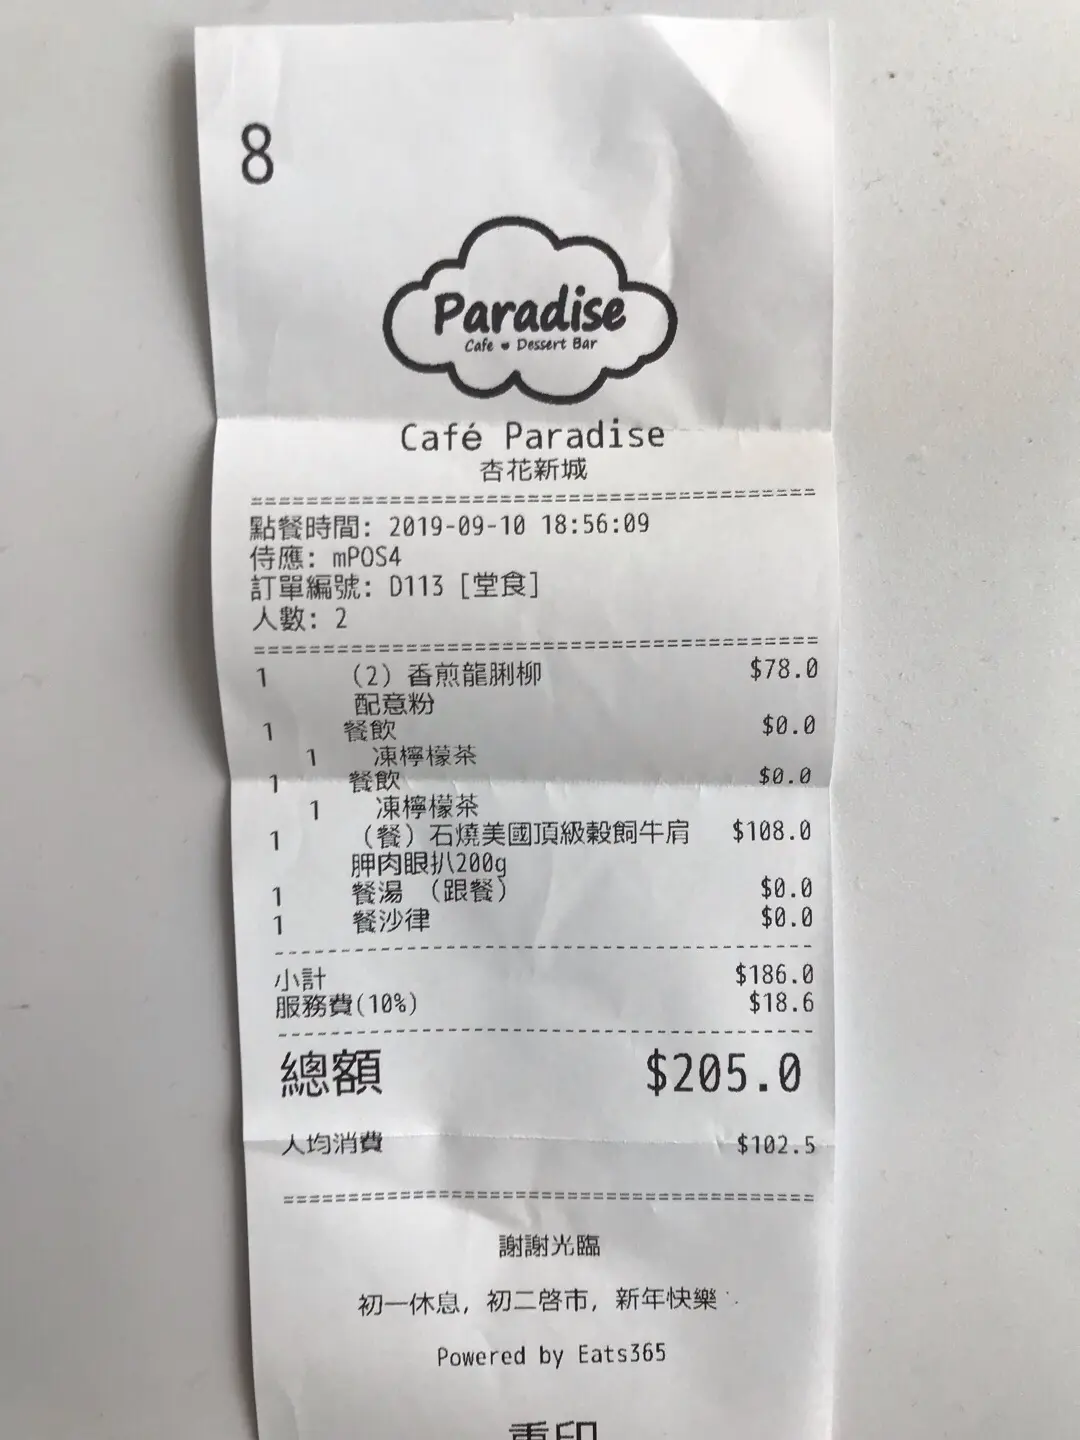 8
Paradise
Cafe ♥ Dessert Bar
Café Paradise
杏花新城
========================================
點餐時間: 2019-09-10 18:56:09
侍應: mPOS4
訂單編號: D113 [堂食]
人數: 2
========================================
1 (2) 香煎龍脷柳 $78.0
配意粉
1 餐飲 $0.0
1 凍檸檬茶
1 餐飲 $0.0
1 凍檸檬茶
1 (餐) 石燒美國頂級穀飼牛肩 $108.0
胛肉眼扒200g
1 餐湯 (跟餐) $0.0
1 餐沙律 $0.0
----------------------------------------
小計 $186.0
服務費(10%) $18.6
----------------------------------------
總額 $205.0
人均消費 $102.5
========================================
謝謝光臨
初一休息, 初二啓市, 新年快樂
Powered by Eats365
重印